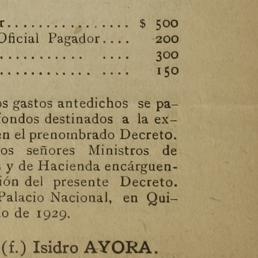 r................ $ 500
Oficial Pagador.... 200
................ 300
................ 150
os gastos antedichos se pa-
fondos destinados a la ex-
en el prenombrado Decreto.
os señores Ministros de
s y de Hacienda encárguen-
ión del presente Decreto.
Palacio Nacional, en Qui-
o de 1929.
(f.) Isidro AYORA.